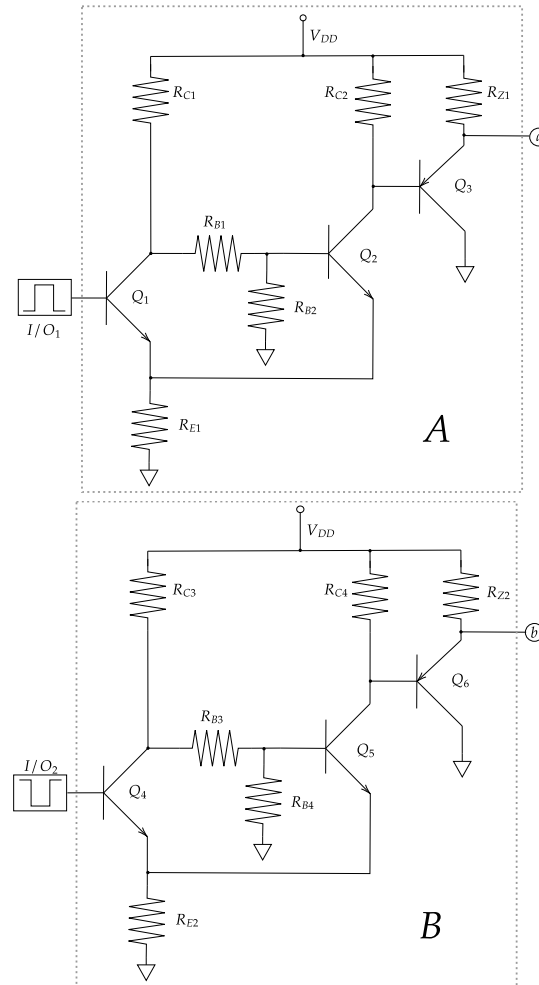 V_DD
R_C1
R_C2
R_Z1
Q_3
R_B1
Q_2
Q_1
R_B2
I/O_1
R_E1
A
V_DD
R_C3
R_C4
R_Z2
b
Q_6
R_B3
Q_5
I/O_2
Q_4
R_B4
R_E2
B